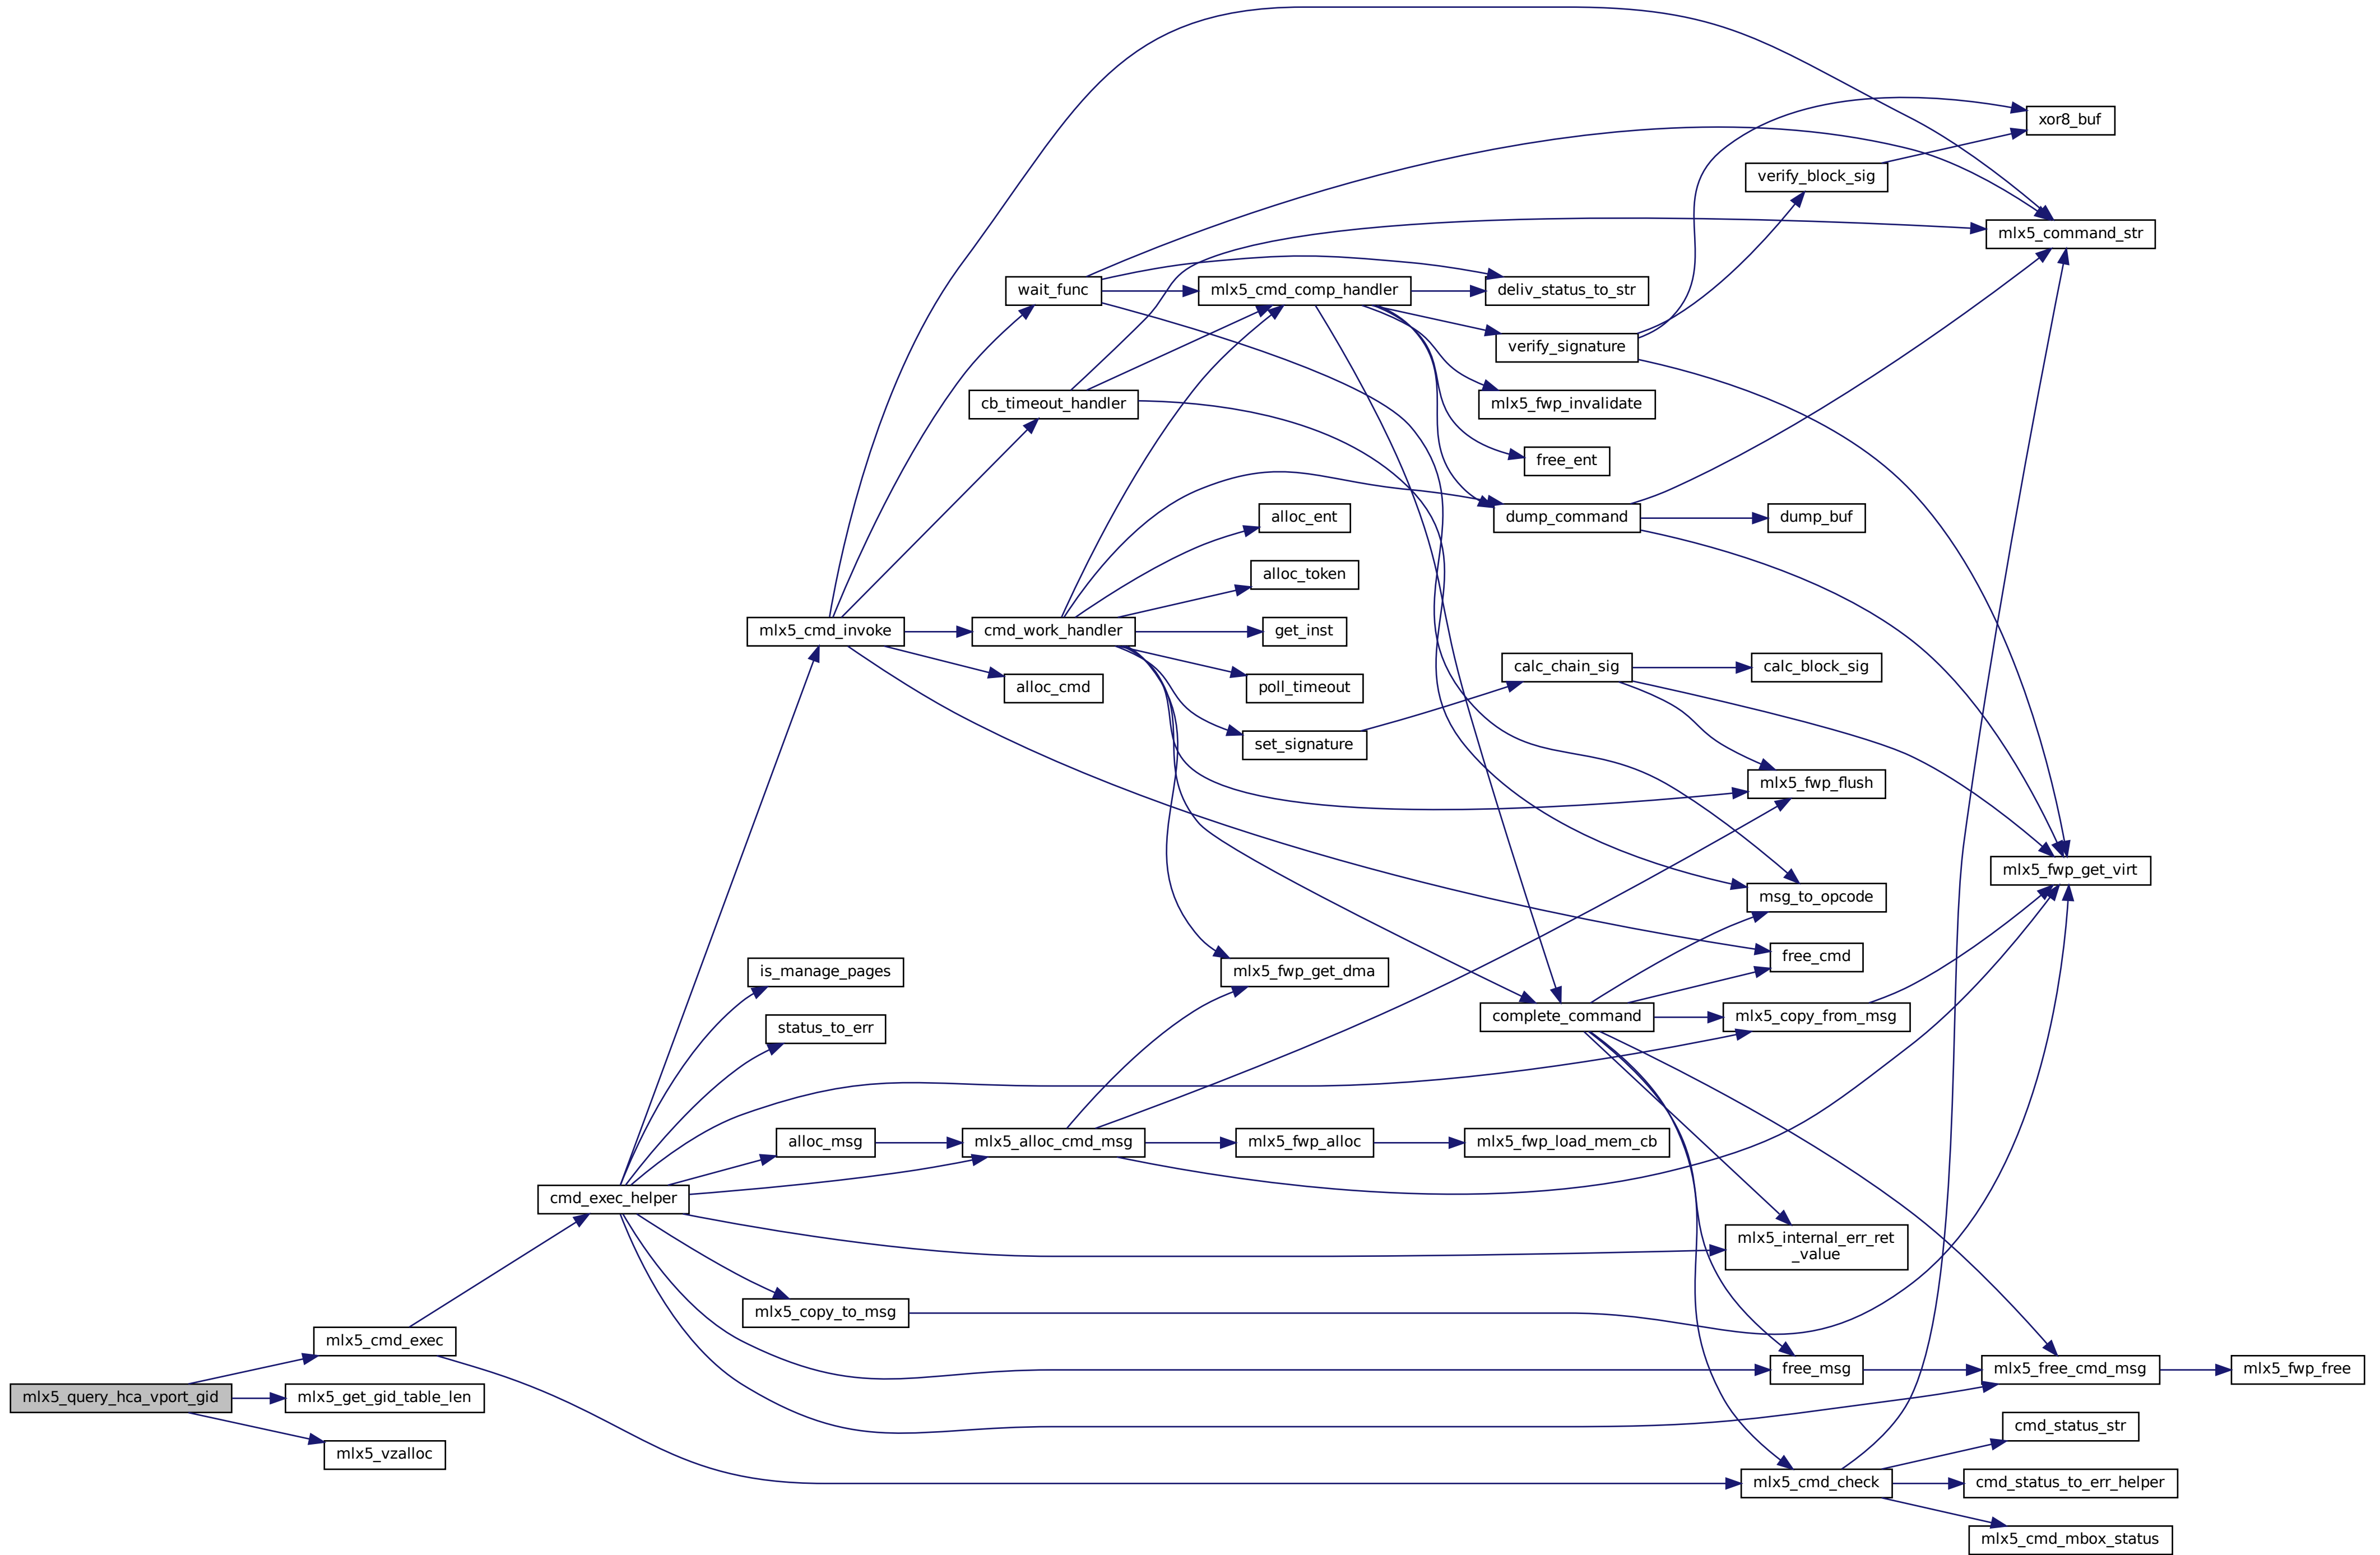 xor8_buf
verify_block_sig
mlx5_command_str
wait_func
mlx5_cmd_comp_handler
deliv_status_to_str
verify_signature
cb_timeout_handler
mlx5_fwp_invalidate
free_ent
alloc_ent
dump_command
dump_buf
alloc_token
mlx5_cmd_invoke
cmd_work_handler
get_inst
calc_chain_sig
calc_block_sig
alloc_cmd
poll_timeout
set_signature
mlx5_fwp_flush
mlx5_fwp_get_virt
msg_to_opcode
free_cmd
is_manage_pages
mlx5_fwp_get_dma
status_to_err
complete_command
mlx5_copy_from_msg
alloc_msg
mlx5_alloc_cmd_msg
mlx5_fwp_alloc
mlx5_fwp_load_mem_cb
cmd_exec_helper
mlx5_internal_err_ret
_value
mlx5_copy_to_msg
mlx5_cmd_exec
free_msg
mlx5_free_cmd_msg
mlx5_fwp_free
mlx5_query_hca_vport_gid
mlx5_get_gid_table_len
cmd_status_str
mlx5_vzalloc
mlx5_cmd_check
cmd_status_to_err_helper
mlx5_cmd_mbox_status